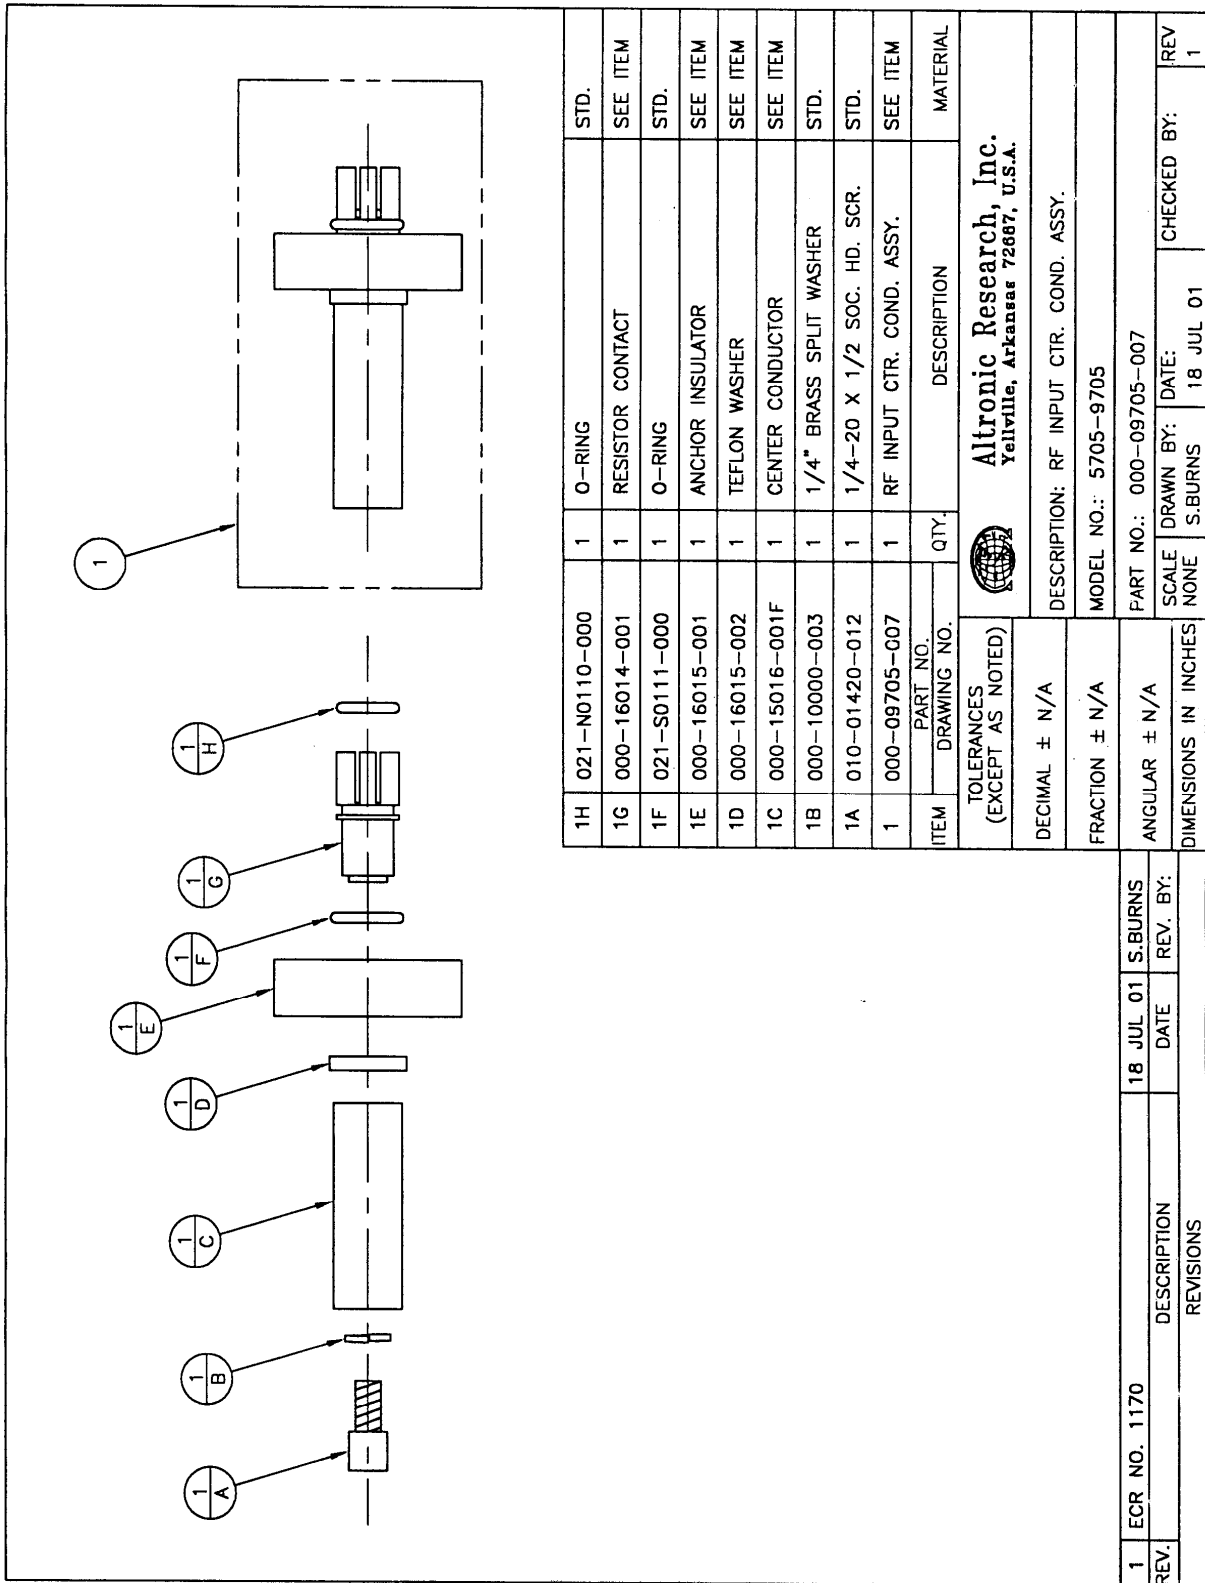 1
1 H
1 G
1 F
1 E
1 D
1 C
1 B
1 A
1H 021-N0110-000 1 O-RING STD.
1G 000-16014-001 1 RESISTOR CONTACT SEE ITEM
1F 021-S0111-000 1 O-RING STD.
1E 000-16015-001 1 ANCHOR INSULATOR SEE ITEM
1D 000-16015-002 1 TEFLON WASHER SEE ITEM
1C 000-15016-001F 1 CENTER CONDUCTOR SEE ITEM
1B 000-10000-003 1 1/4" BRASS SPLIT WASHER STD.
1A 010-01420-012 1 1/4-20 X 1/2 SOC. HD. SCR. STD.
1 000-09705-007 1 RF INPUT CTR. COND. ASSY. SEE ITEM
ITEM PART NO. DRAWING NO. QTY. DESCRIPTION MATERIAL
TOLERANCES
(EXCEPT AS NOTED)
DECIMAL ± N/A
FRACTION ± N/A
ANGULAR ± N/A
DIMENSIONS IN INCHES
Altronic Research, Inc.
Yellville, Arkansas 72687, U.S.A.
DESCRIPTION: RF INPUT CTR. COND. ASSY.
MODEL NO.: 5705-9705
PART NO.: 000-09705-007
SCALE DRAWN BY: DATE: CHECKED BY: REV
NONE S.BURNS 18 JUL 01 1
1 ECR NO. 1170 18 JUL 01 S.BURNS
REV. DESCRIPTION DATE REV. BY:
REVISIONS